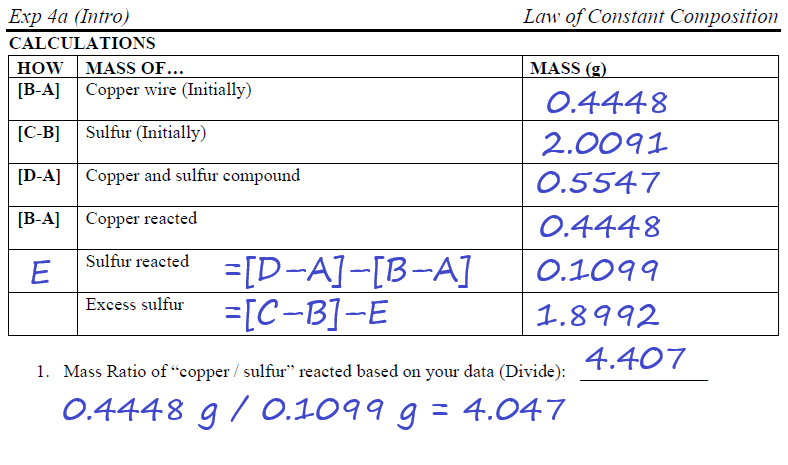 Exp 4a (Intro) Law of Constant Composition
CALCULATIONS
HOW MASS OF… MASS (g)
[B-A] Copper wire (Initially) 0.4448
[C-B] Sulfur (Initially) 2.0091
[D-A] Copper and sulfur compound 0.5547
[B-A] Copper reacted 0.4448
E Sulfur reacted =[D-A]-[B-A] 0.1099
Excess sulfur =[C-B]-E 1.8992
1. Mass Ratio of “copper / sulfur” reacted based on your data (Divide): 4.407
0.4448 g / 0.1099 g = 4.047